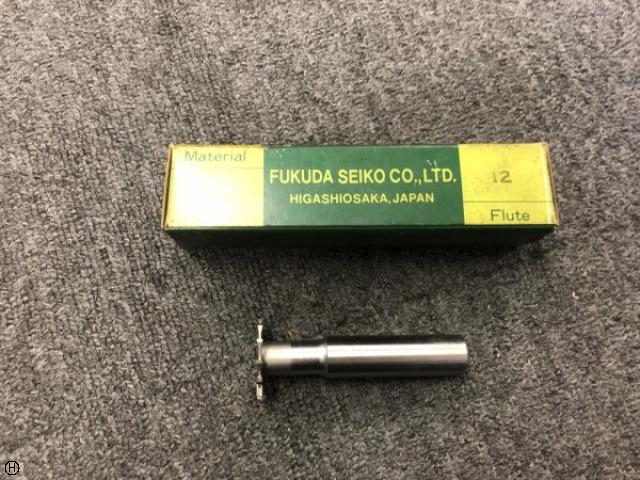 Material
FUKUDA SEIKO CO.,LTD.
HIGASHIOSAKA, JAPAN
12
Flute
H